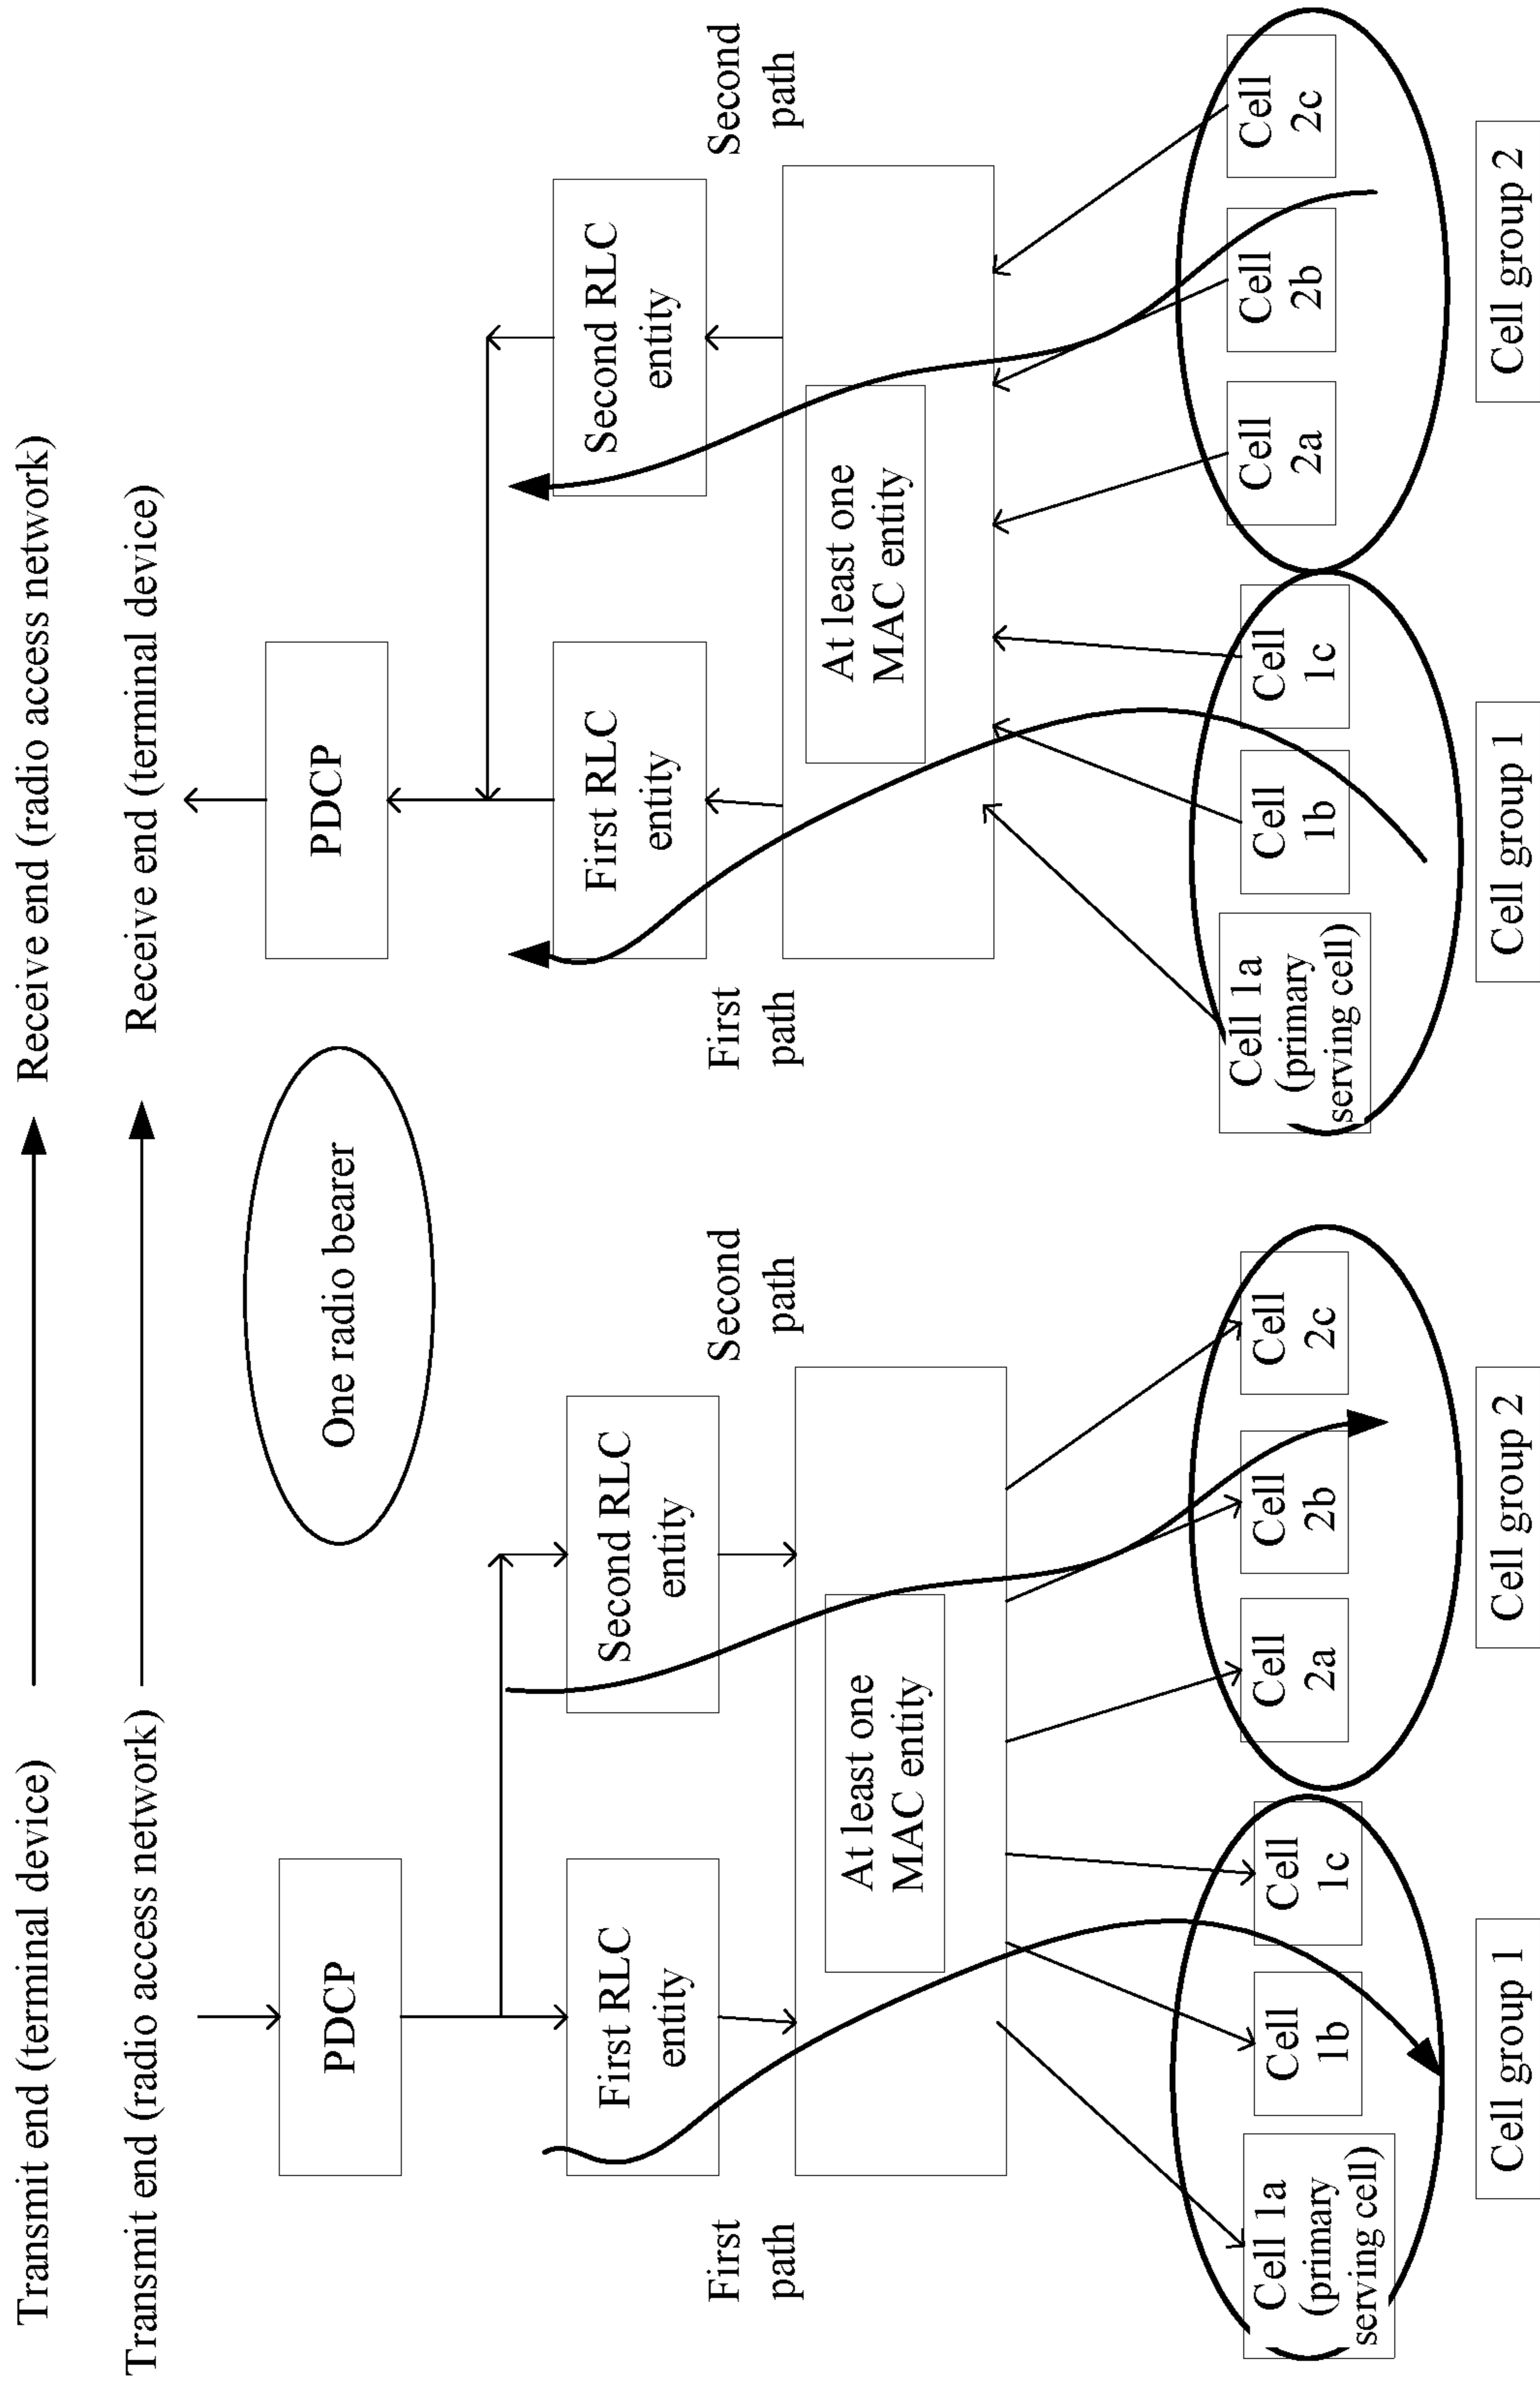 Transmit end (terminal device)
Receive end (radio access network)
Transmit end (radio access network)
Receive end (terminal device)
One radio bearer
PDCP
First RLC
entity
Second RLC
entity
First
path
Second
path
At least one
MAC entity
Cell 1a
(primary
serving cell)
Cell
1b
Cell
1c
Cell
2a
Cell
2b
Cell
2c
Cell group 1
Cell group 2
PDCP
First RLC
entity
Second RLC
entity
First
path
Second
path
At least one
MAC entity
Cell 1a
(primary
serving cell)
Cell
1b
Cell
1c
Cell
2a
Cell
2b
Cell
2c
Cell group 1
Cell group 2